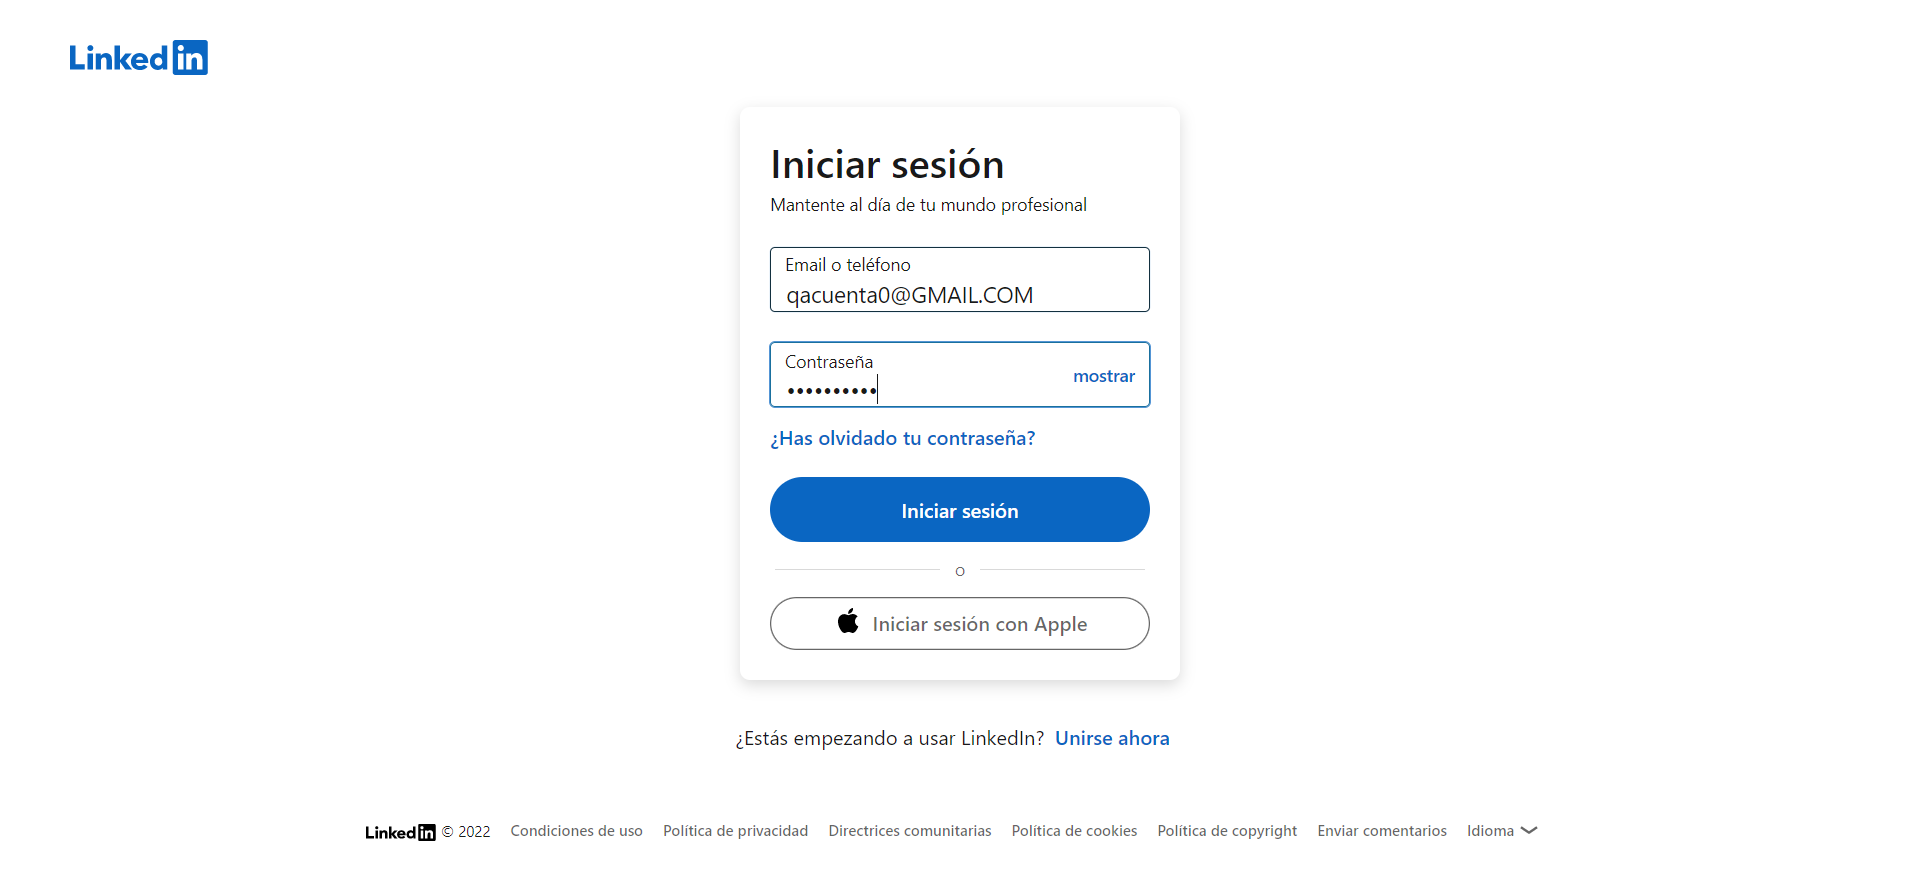 LinkedIn
Iniciar sesión
Mantente al día de tu mundo profesional
Email o teléfono
qacuenta0@GMAIL.COM
Contraseña
••••••••••
mostrar
¿Has olvidado tu contraseña?
Iniciar sesión
o
Iniciar sesión con Apple
¿Estás empezando a usar LinkedIn? Unirse ahora
LinkedIn © 2022 Condiciones de uso Política de privacidad Directrices comunitarias Política de cookies Política de copyright Enviar comentarios Idioma